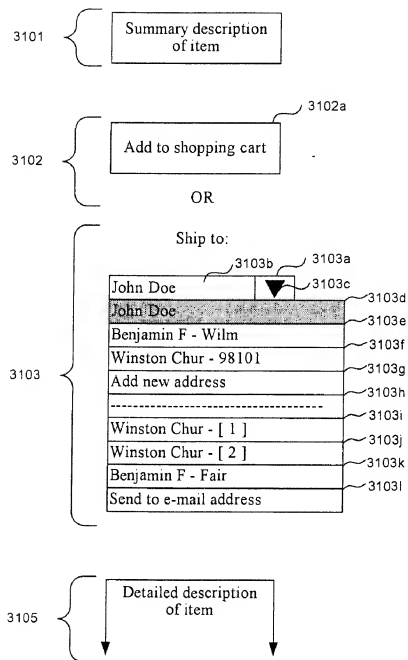 3101
Summary description
of item
3102a
3102
Add to shopping cart
OR
Ship to:
3103a
3103b
3103c
John Doe
3103d
John Doe
3103e
Benjamin F - Wilm
3103f
Winston Chur - 98101
3103g
Add new address
3103h
------------------------------------
3103i
3103
Winston Chur - [ 1 ]
3103j
Winston Chur - [ 2 ]
3103k
Benjamin F - Fair
3103l
Send to e-mail address
3105
Detailed description
of item